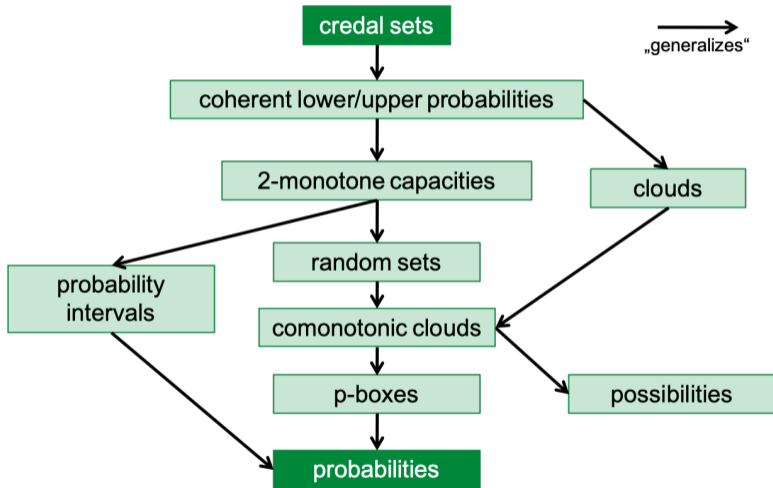 credal sets
„generalizes“
coherent lower/upper probabilities
2-monotone capacities
clouds
random sets
probability
intervals
comonotonic clouds
p-boxes
possibilities
probabilities